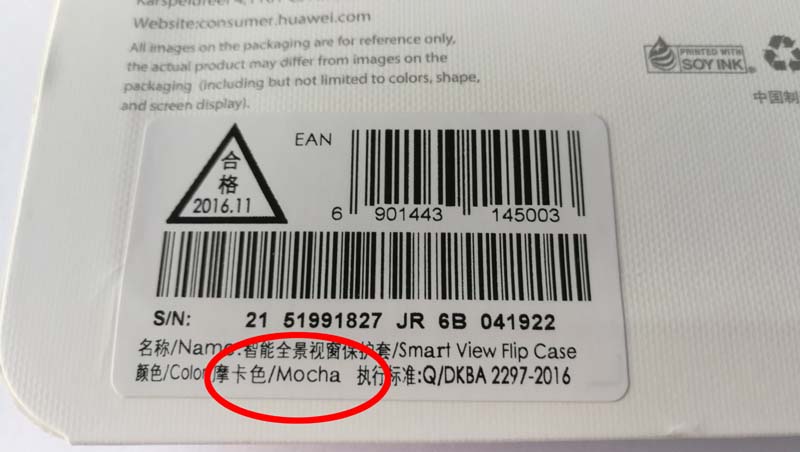 Website:consumer.huawei.com
All images on the packaging are for reference only,
the actual product may differ from images on the
packaging (including but not limited to colors, shape,
and screen display).
PRINTED WITH
SOY INK
中国制
合
格
2016.11
EAN
6 901443 145003
S/N: 21 51991827 JR 6B 041922
名称/Name:智能全景视窗保护套/Smart View Flip Case
颜色/Color:摩卡色/Mocha 执行标准:Q/DKBA 2297-2016